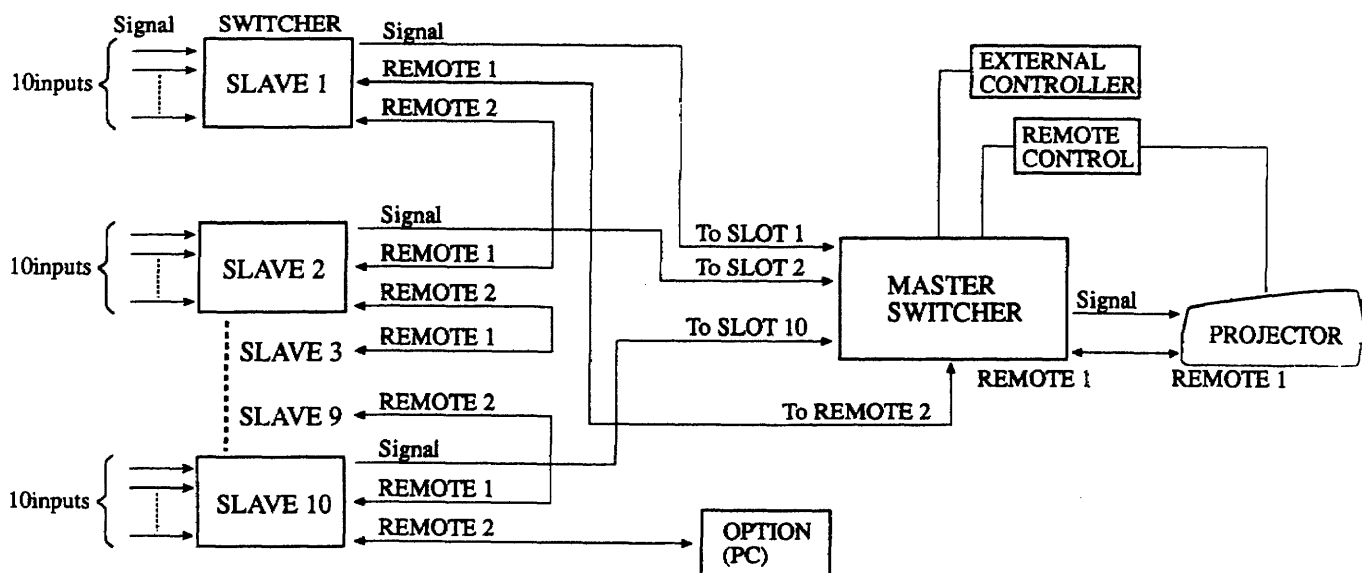 Signal
SWITCHER
10inputs
SLAVE 1
Signal
REMOTE 1
REMOTE 2
EXTERNAL
CONTROLLER
REMOTE
CONTROL
10inputs
SLAVE 2
Signal
REMOTE 1
REMOTE 2
SLAVE 3
REMOTE 1
To SLOT 1
To SLOT 2
To SLOT 10
MASTER
SWITCHER
Signal
PROJECTOR
REMOTE 1
REMOTE 1
SLAVE 9
REMOTE 2
To REMOTE 2
10inputs
SLAVE 10
Signal
REMOTE 1
REMOTE 2
OPTION
(PC)